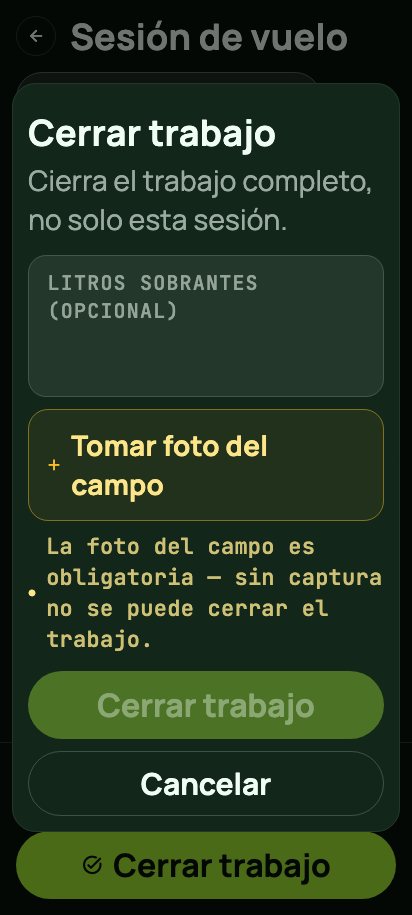 Sesión de vuelo
Cerrar trabajo
Cierra el trabajo completo,
no solo esta sesión.
LITROS SOBRANTES
(OPCIONAL)
+ Tomar foto del
campo
La foto del campo es
obligatoria — sin captura
no se puede cerrar el
trabajo.
Cerrar trabajo
Cancelar
Cerrar trabajo